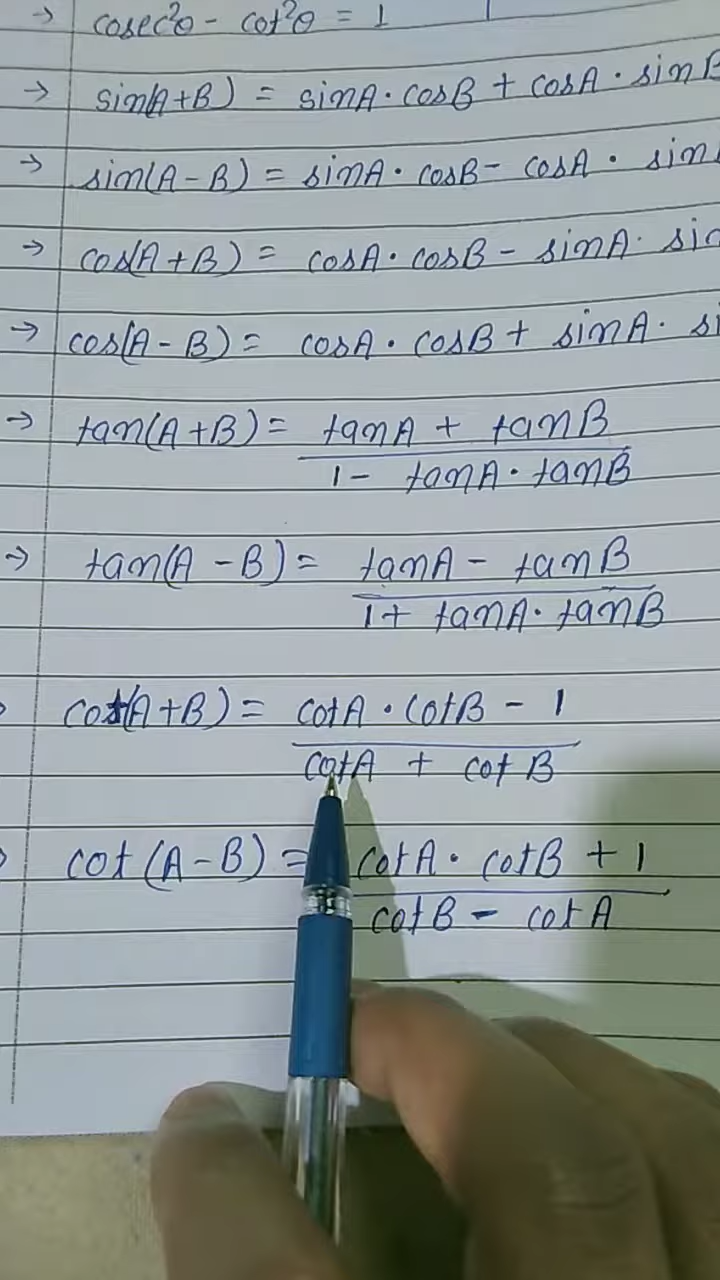 → cosec²θ - cot²θ = 1
→ sin(A+B) = sinA · cosB + cosA · sinB
→ sin(A-B) = sinA · cosB - cosA · sin
→ cos(A+B) = cosA · cosB - sinA · sin
→ cos(A-B) = cosA · cosB + sinA · si
→ tan(A+B) = tanA + tanB
1 - tanA · tanB
→ tan(A-B) = tanA - tanB
1 + tanA · tanB
cot(A+B) = cotA · cotB - 1
cotA + cotB
cot(A-B) = cotA · cotB + 1
cotB - cotA